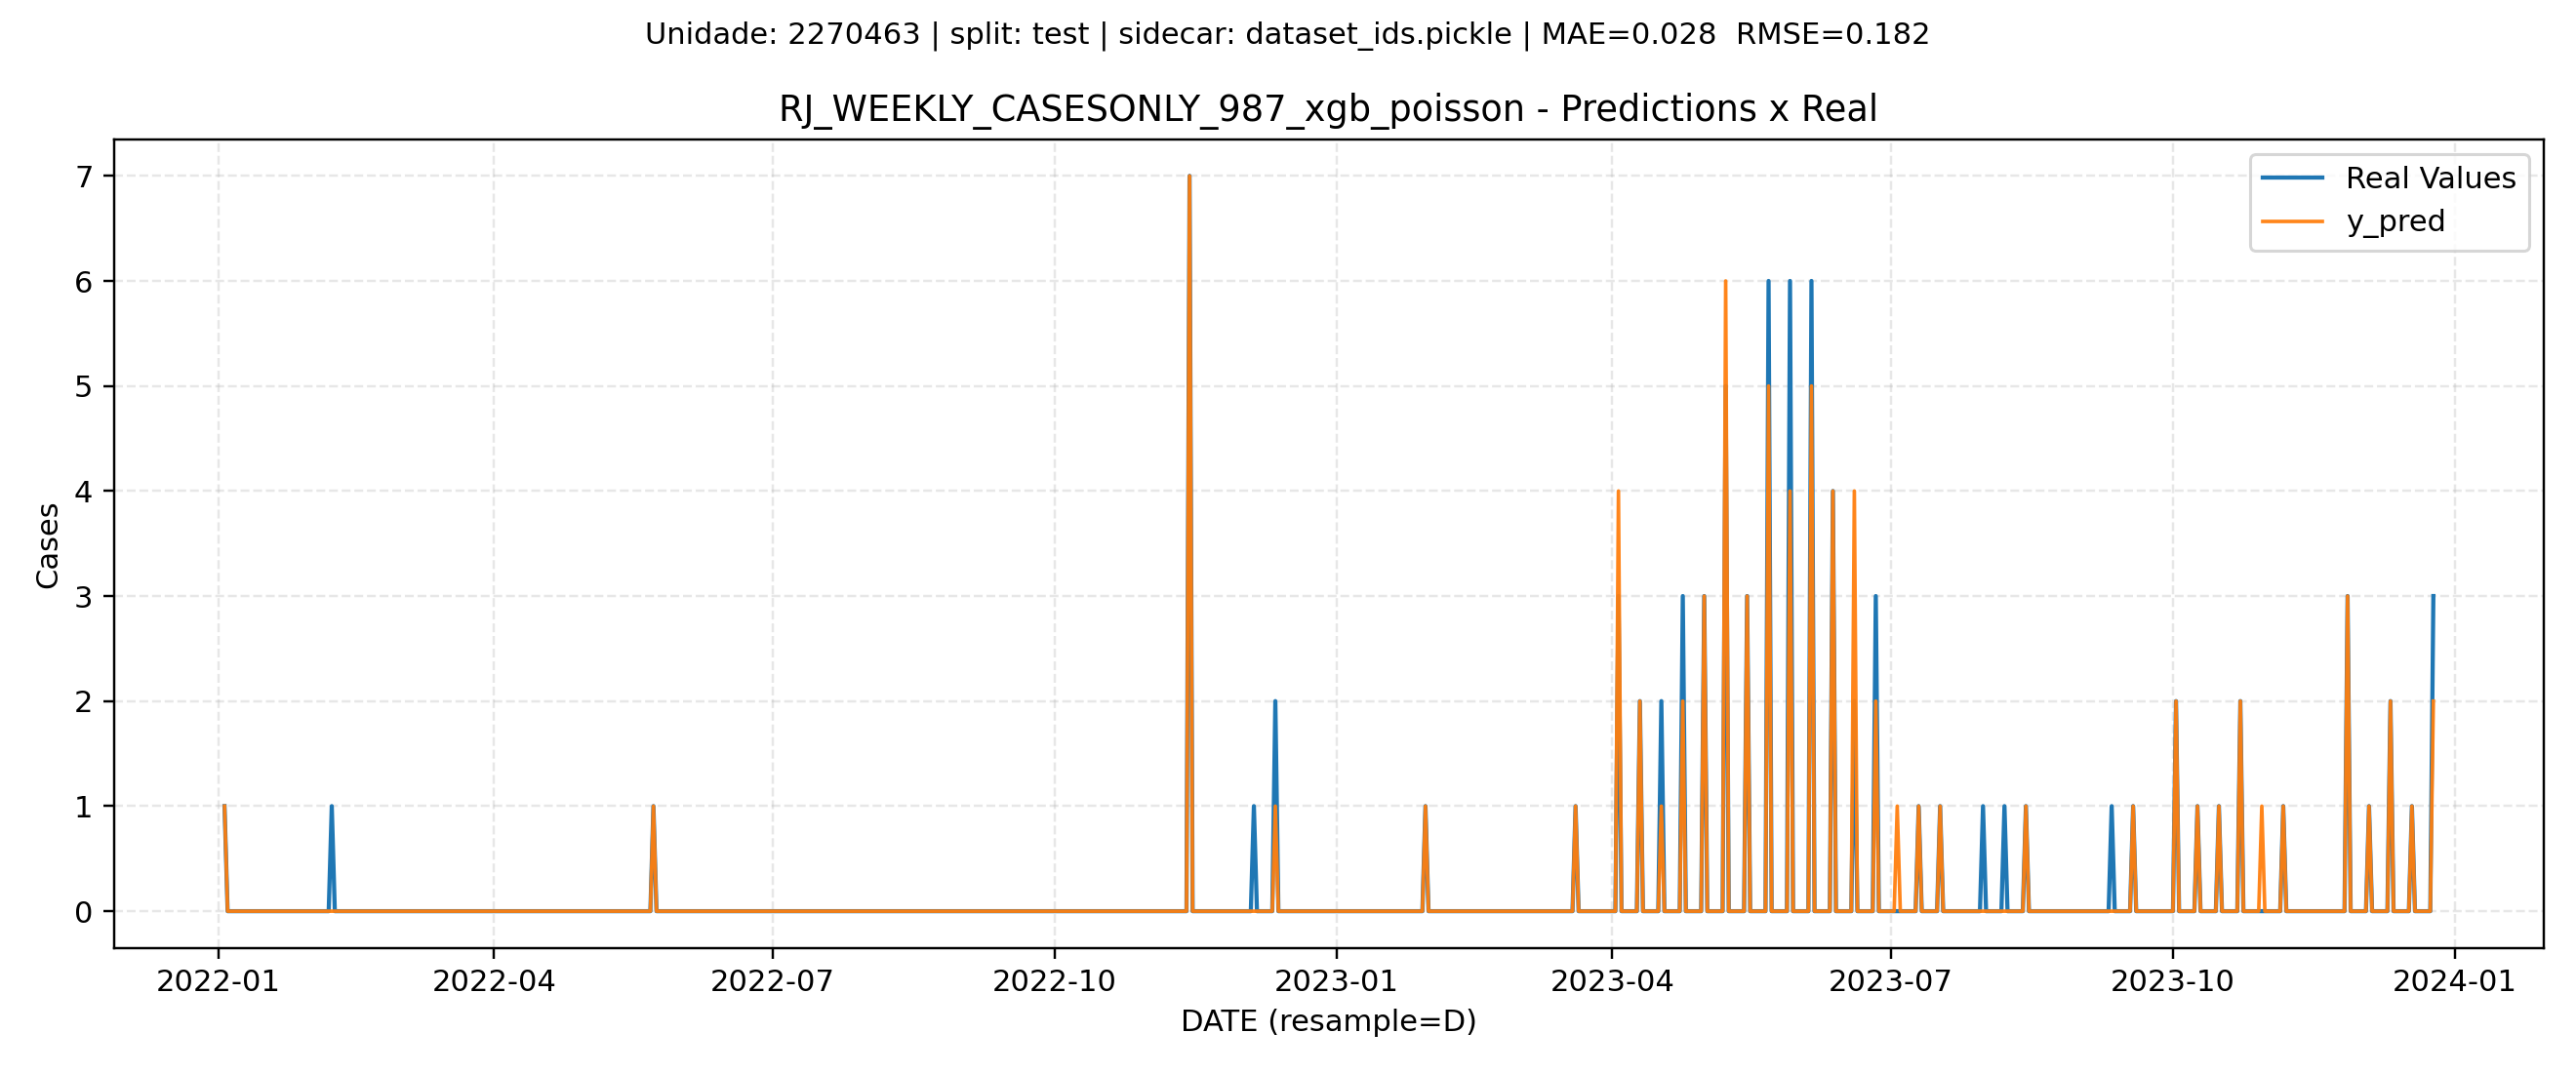 Unidade: 2270463 | split: test | sidecar: dataset_ids.pickle | MAE=0.028  RMSE=0.182
RJ_WEEKLY_CASESONLY_987_xgb_poisson - Predictions x Real
Real Values
y_pred
7
6
5
4
3
2
1
0
Cases
2022-01
2022-04
2022-07
2022-10
2023-01
2023-04
2023-07
2023-10
2024-01
DATE (resample=D)